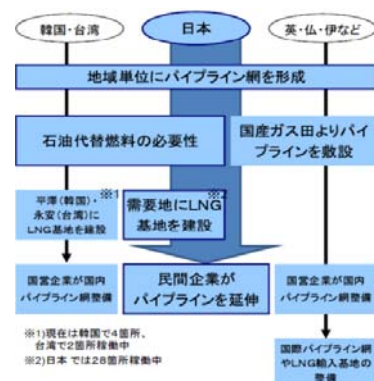 韓国・台湾
日本
英・仏・伊など
地域単位にパイプライン網を形成
石油代替燃料の必要性
国産ガス田よりパイ
プラインを敷設
※1
平澤(韓国)・
永安(台湾)に
LNG基地を建設
※2
需要地にLNG
基地を建設
国営企業が国内
パイプライン網整備
民間企業が
パイプラインを延伸
国営企業が国内
パイプライン網整備
※1)現在は韓国で4箇所、
台湾で2箇所稼動中
※2)日本 では28箇所稼動中
国際パイプライン網
やLNG輸入基地の
整備